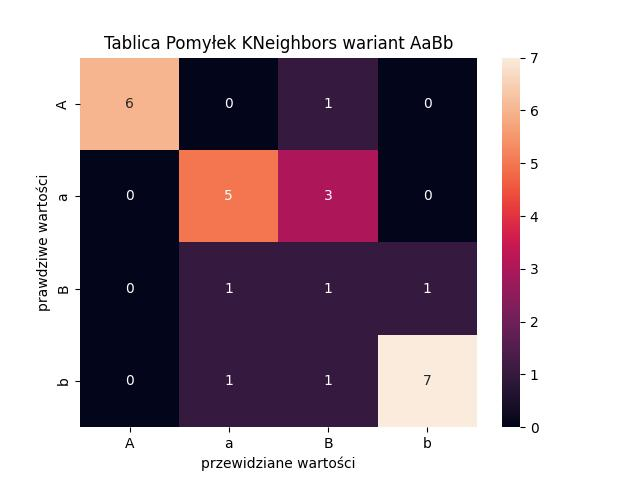 Tablica Pomyłek KNeighbors wariant AaBb
prawdziwe wartości
A 6 0 1 0
a 0 5 3 0
B 0 1 1 1
b 0 1 1 7
A a B b
przewidziane wartości
7
6
5
4
3
2
1
0